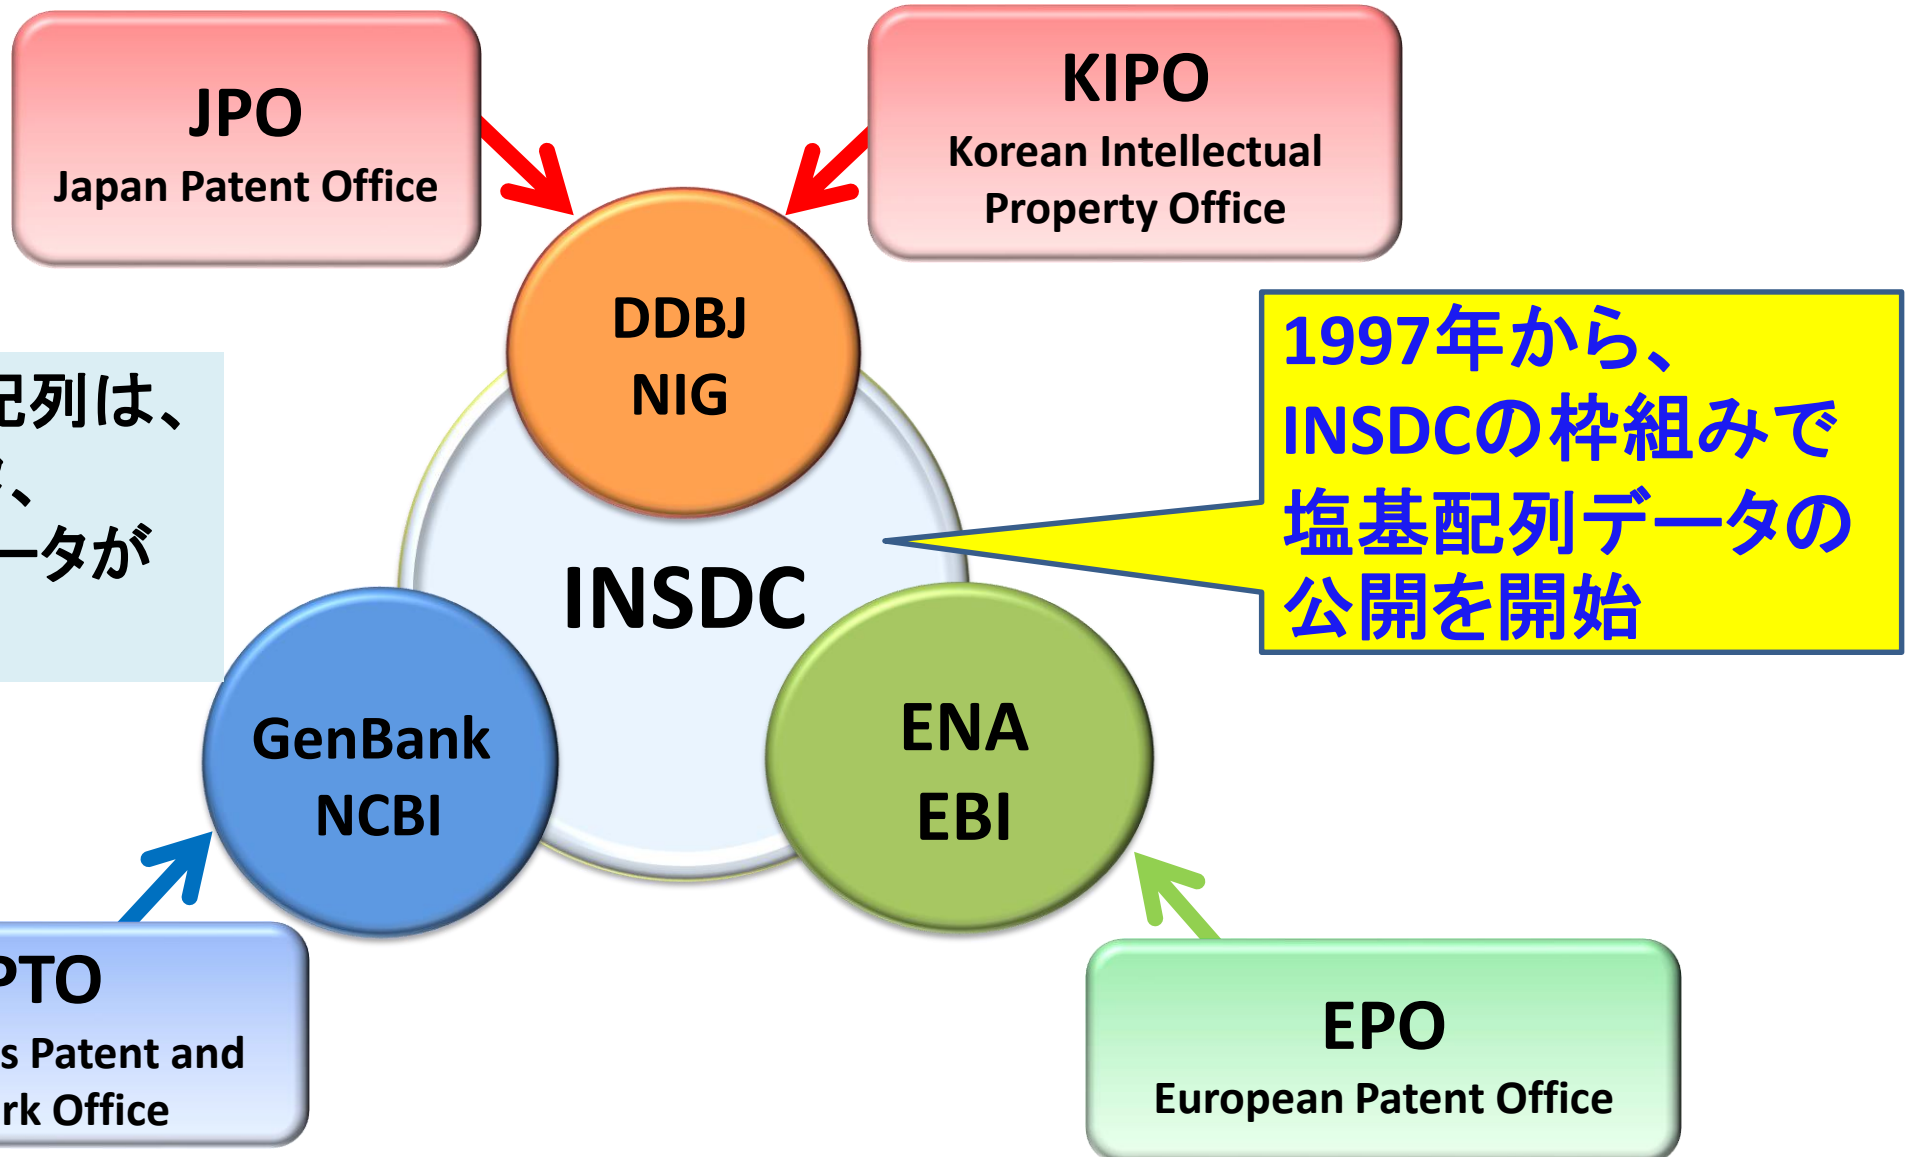 JPO
Japan Patent Office
KIPO
Korean Intellectual
Property Office
DDBJ
NIG
1997年から、
INSDCの枠組みで
塩基配列データの
公開を開始
配列は、
、
ータが
INSDC
GenBank
NCBI
ENA
EBI
PTO
s Patent and
rk Office
EPO
European Patent Office